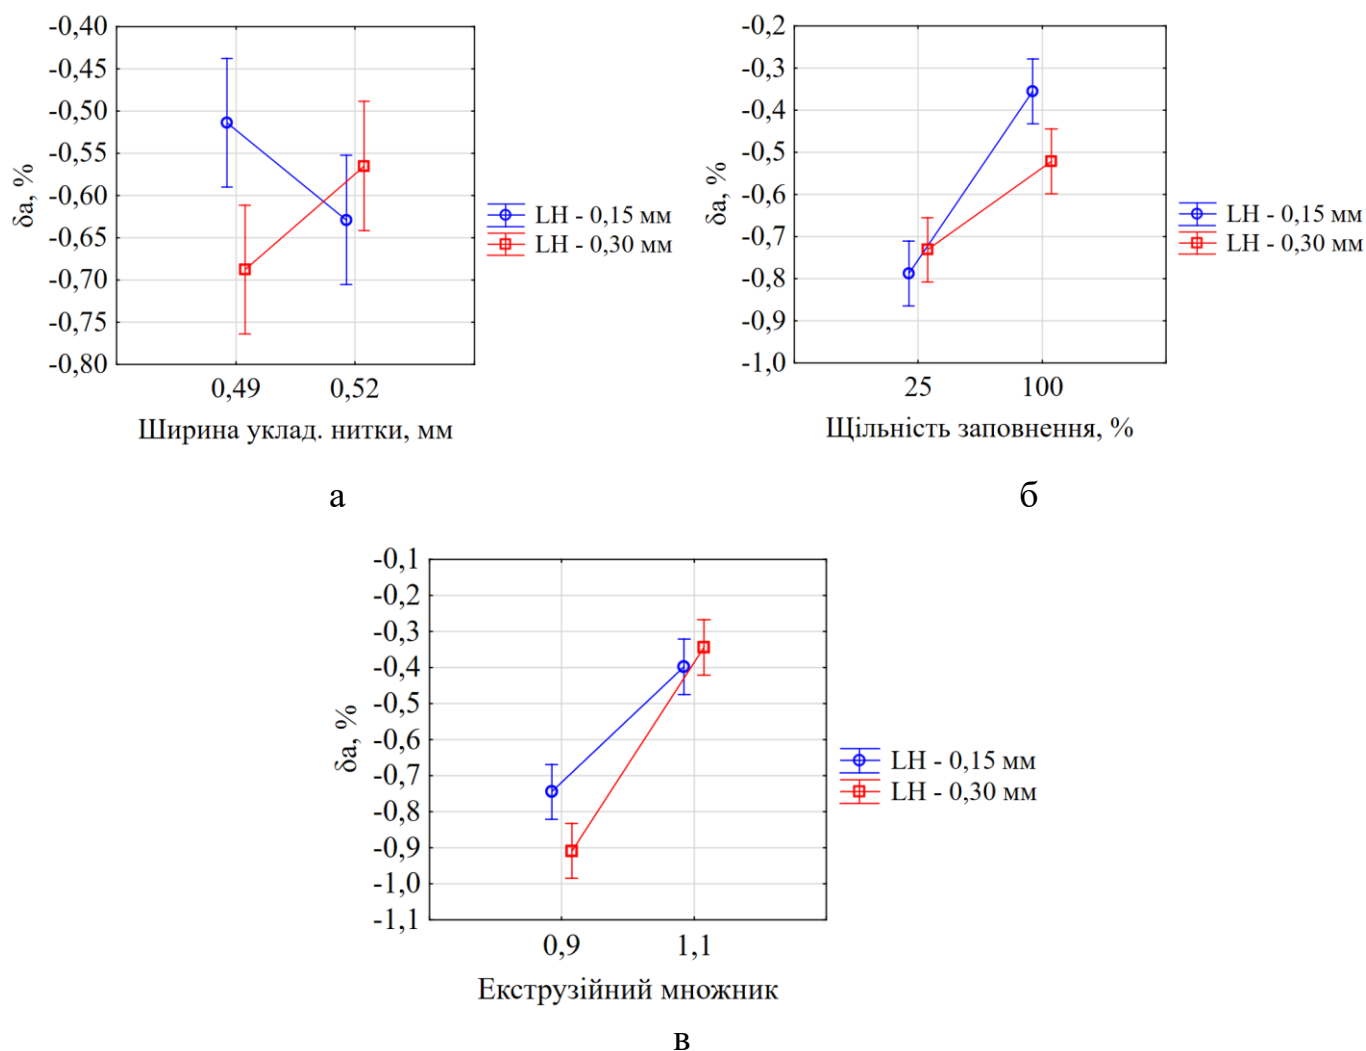 -0,40
-0,45
-0,50
-0,55
-0,60
-0,65
-0,70
-0,75
-0,80
δa, %
0,49 0,52
Ширина уклад. нитки, мм
LH - 0,15 мм
LH - 0,30 мм
а
-0,2
-0,3
-0,4
-0,5
-0,6
-0,7
-0,8
-0,9
-1,0
δa, %
25 100
Щільність заповнення, %
LH - 0,15 мм
LH - 0,30 мм
б
-0,1
-0,2
-0,3
-0,4
-0,5
-0,6
-0,7
-0,8
-0,9
-1,0
-1,1
δa, %
0,9 1,1
Екструзійний множник
LH - 0,15 мм
LH - 0,30 мм
в